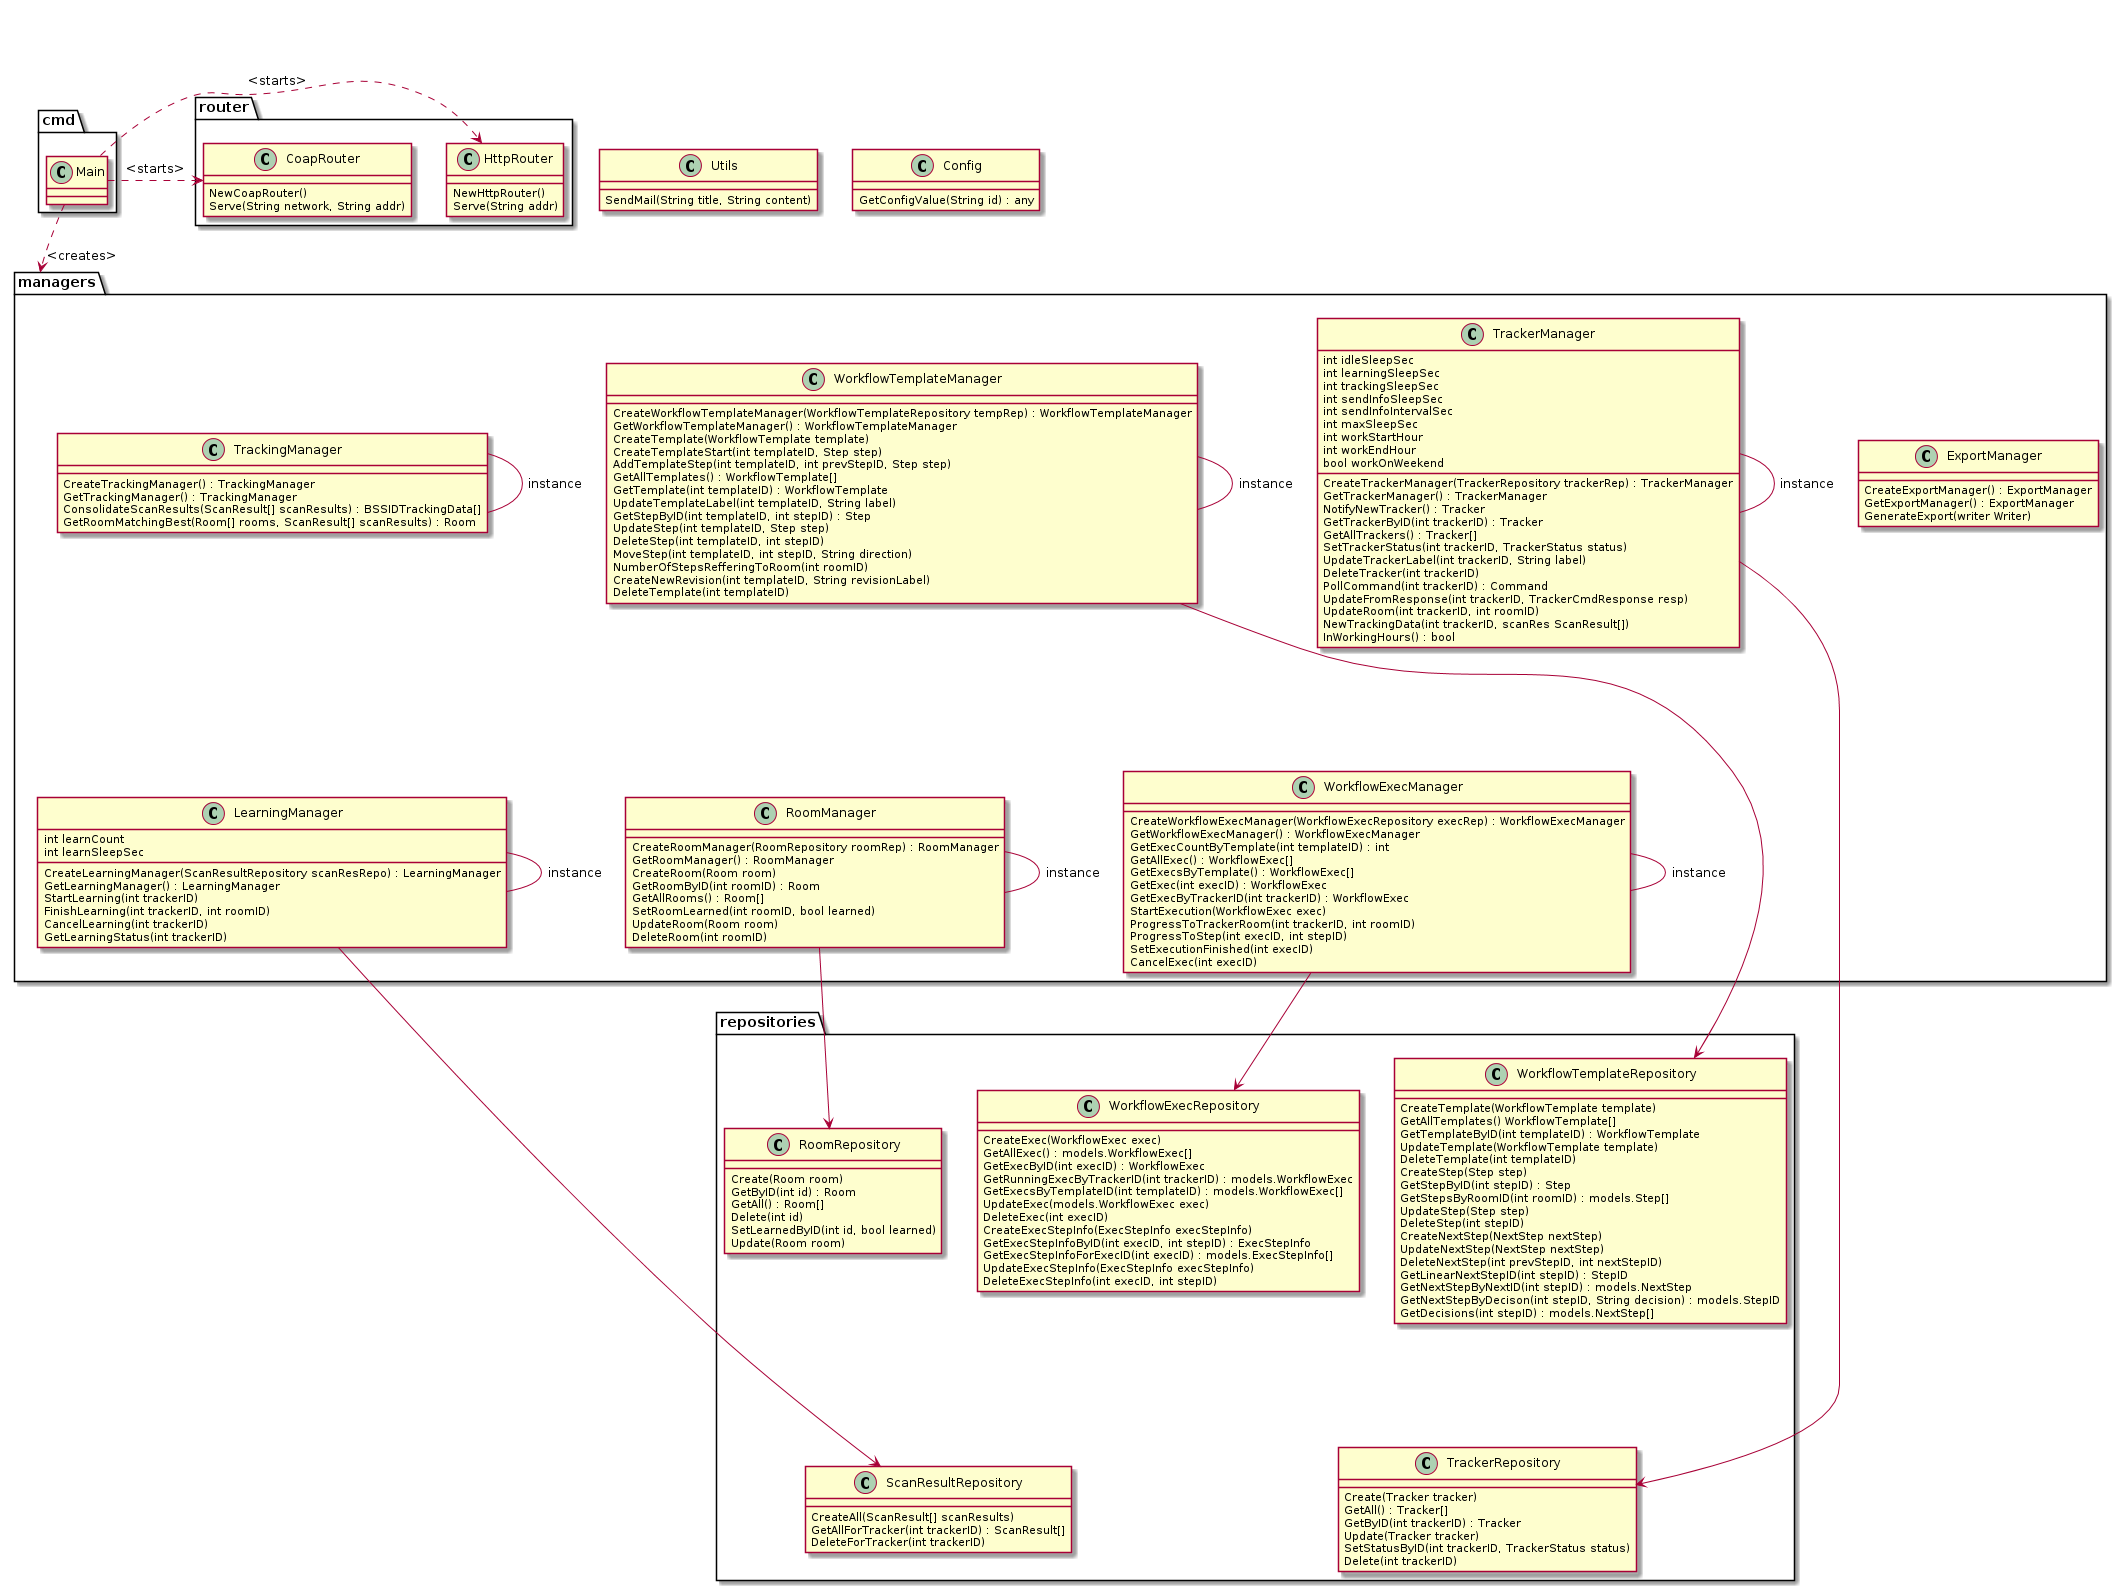 <starts>
cmd
router
C Main
<starts>
C CoapRouter
NewCoapRouter()
Serve(String network, String addr)
C HttpRouter
NewHttpRouter()
Serve(String addr)
C Utils
SendMail(String title, String content)
C Config
GetConfigValue(String id) : any
<creates>
managers
C TrackingManager
CreateTrackingManager() : TrackingManager
GetTrackingManager() : TrackingManager
ConsolidateScanResults(ScanResult[] scanResults) : BSSIDTrackingData[]
GetRoomMatchingBest(Room[] rooms, ScanResult[] scanResults) : Room
instance
C WorkflowTemplateManager
CreateWorkflowTemplateManager(WorkflowTemplateRepository tempRep) : WorkflowTemplateManager
GetWorkflowTemplateManager() : WorkflowTemplateManager
CreateTemplate(WorkflowTemplate template)
CreateTemplateStart(int templateID, Step step)
AddTemplateStep(int templateID, int prevStepID, Step step)
GetAllTemplates() : WorkflowTemplate[]
GetTemplate(int templateID) : WorkflowTemplate
UpdateTemplateLabel(int templateID, String label)
GetStepByID(int templateID, int stepID) : Step
UpdateStep(int templateID, Step step)
DeleteStep(int templateID, int stepID)
MoveStep(int templateID, int stepID, String direction)
NumberOfStepsRefferingToRoom(int roomID)
CreateNewRevision(int templateID, String revisionLabel)
DeleteTemplate(int templateID)
instance
C TrackerManager
int idleSleepSec
int learningSleepSec
int trackingSleepSec
int sendInfoSleepSec
int sendInfoIntervalSec
int maxSleepSec
int workStartHour
int workEndHour
bool workOnWeekend
CreateTrackerManager(TrackerRepository trackerRep) : TrackerManager
GetTrackerManager() : TrackerManager
NotifyNewTracker() : Tracker
GetTrackerByID(int trackerID) : Tracker
GetAllTrackers() : Tracker[]
SetTrackerStatus(int trackerID, TrackerStatus status)
UpdateTrackerLabel(int trackerID, String label)
DeleteTracker(int trackerID)
PollCommand(int trackerID) : Command
UpdateFromResponse(int trackerID, TrackerCmdResponse resp)
UpdateRoom(int trackerID, int roomID)
NewTrackingData(int trackerID, scanRes ScanResult[])
InWorkingHours() : bool
instance
C ExportManager
CreateExportManager() : ExportManager
GetExportManager() : ExportManager
GenerateExport(writer Writer)
C LearningManager
int learnCount
int learnSleepSec
CreateLearningManager(ScanResultRepository scanResRepo) : LearningManager
GetLearningManager() : LearningManager
StartLearning(int trackerID)
FinishLearning(int trackerID, int roomID)
CancelLearning(int trackerID)
GetLearningStatus(int trackerID)
instance
C RoomManager
CreateRoomManager(RoomRepository roomRep) : RoomManager
GetRoomManager() : RoomManager
CreateRoom(Room room)
GetRoomByID(int roomID) : Room
GetAllRooms() : Room[]
SetRoomLearned(int roomID, bool learned)
UpdateRoom(Room room)
DeleteRoom(int roomID)
instance
C WorkflowExecManager
CreateWorkflowExecManager(WorkflowExecRepository execRep) : WorkflowExecManager
GetWorkflowExecManager() : WorkflowExecManager
GetExecCountByTemplate(int templateID) : int
GetAllExec() : WorkflowExec[]
GetExecsByTemplate() : WorkflowExec[]
GetExec(int execID) : WorkflowExec
GetExecByTrackerID(int trackerID) : WorkflowExec
StartExecution(WorkflowExec exec)
ProgressToTrackerRoom(int trackerID, int roomID)
ProgressToStep(int execID, int stepID)
SetExecutionFinished(int execID)
CancelExec(int execID)
instance
repositories
C RoomRepository
Create(Room room)
GetByID(int id) : Room
GetAll() : Room[]
Delete(int id)
SetLearnedByID(int id, bool learned)
Update(Room room)
C WorkflowExecRepository
CreateExec(WorkflowExec exec)
GetAllExec() : models.WorkflowExec[]
GetExecByID(int execID) : WorkflowExec
GetRunningExecByTrackerID(int trackerID) : models.WorkflowExec
GetExecsByTemplateID(int templateID) : models.WorkflowExec[]
UpdateExec(models.WorkflowExec exec)
DeleteExec(int execID)
CreateExecStepInfo(ExecStepInfo execStepInfo)
GetExecStepInfoByID(int execID, int stepID) : ExecStepInfo
GetExecStepInfoForExecID(int execID) : models.ExecStepInfo[]
UpdateExecStepInfo(ExecStepInfo execStepInfo)
DeleteExecStepInfo(int execID, int stepID)
C WorkflowTemplateRepository
CreateTemplate(WorkflowTemplate template)
GetAllTemplates() WorkflowTemplate[]
GetTemplateByID(int templateID) : WorkflowTemplate
UpdateTemplate(WorkflowTemplate template)
DeleteTemplate(int templateID)
CreateStep(Step step)
GetStepByID(int stepID) : Step
GetStepsByRoomID(int roomID) : models.Step[]
UpdateStep(Step step)
DeleteStep(int stepID)
CreateNextStep(NextStep nextStep)
UpdateNextStep(NextStep nextStep)
DeleteNextStep(int prevStepID, int nextStepID)
GetLinearNextStepID(int stepID) : StepID
GetNextStepByNextID(int stepID) : models.NextStep
GetNextStepByDecison(int stepID, String decision) : models.StepID
GetDecisions(int stepID) : models.NextStep[]
C ScanResultRepository
CreateAll(ScanResult[] scanResults)
GetAllForTracker(int trackerID) : ScanResult[]
DeleteForTracker(int trackerID)
C TrackerRepository
Create(Tracker tracker)
GetAll() : Tracker[]
GetByID(int trackerID) : Tracker
Update(Tracker tracker)
SetStatusByID(int trackerID, TrackerStatus status)
Delete(int trackerID)